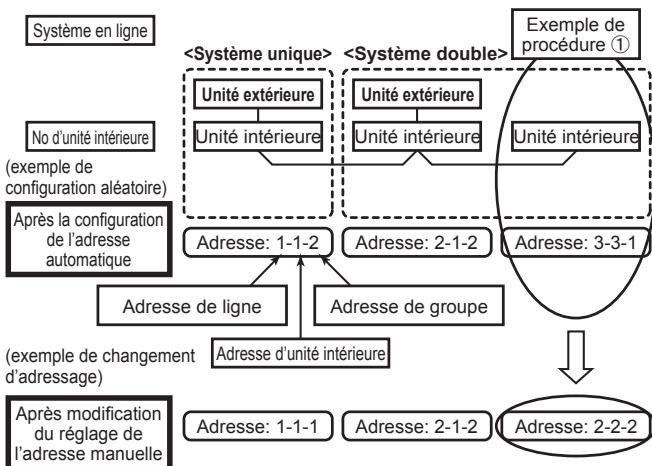 Système en ligne
<Système unique>
<Système double>
Exemple de
procédure ①
Unité extérieure
Unité extérieure
No d'unité intérieure
Unité intérieure
Unité intérieure
Unité intérieure
(exemple de
configuration aléatoire)
Après la configuration
de l'adresse
automatique
Adresse: 1-1-2
Adresse: 2-1-2
Adresse: 3-3-1
Adresse de ligne
Adresse de groupe
Adresse d'unité intérieure
(exemple de changement
d'adressage)
Après modification
du réglage de
l'adresse manuelle
Adresse: 1-1-1
Adresse: 2-1-2
Adresse: 2-2-2